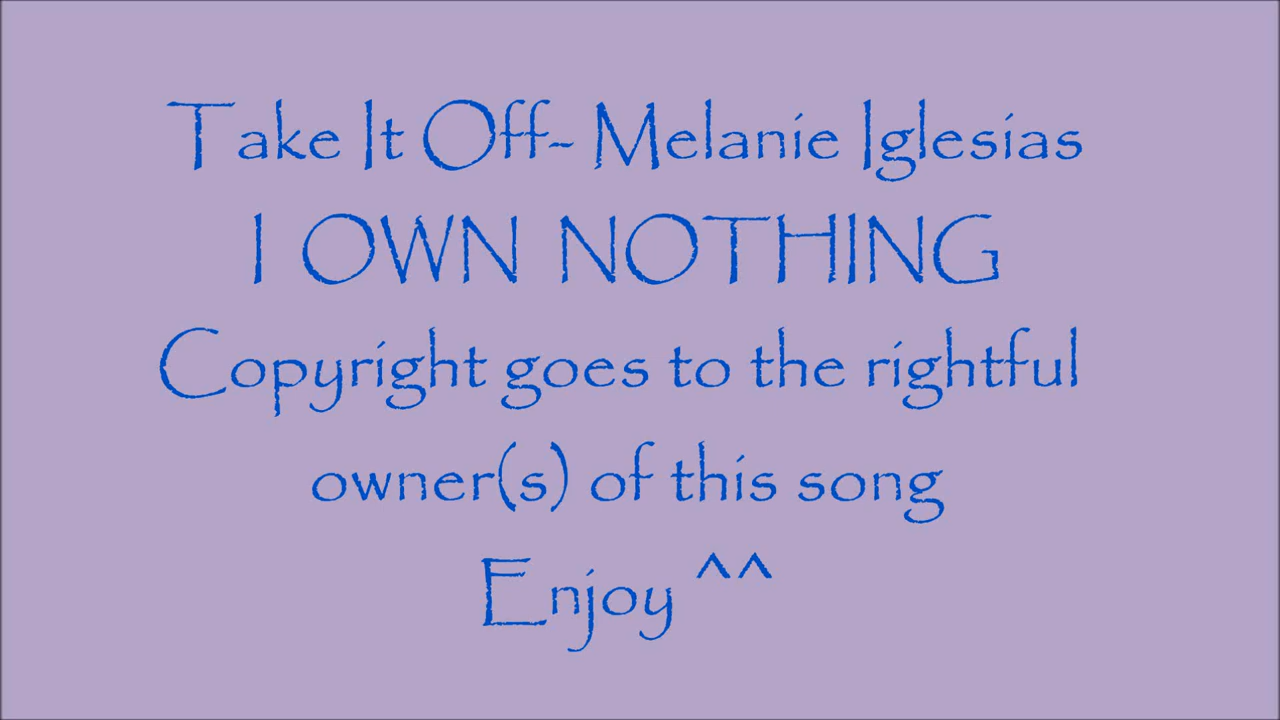 Take It Off- Melanie Iglesias
I OWN NOTHING
Copyright goes to the rightful
owner(s) of this song
Enjoy ^^